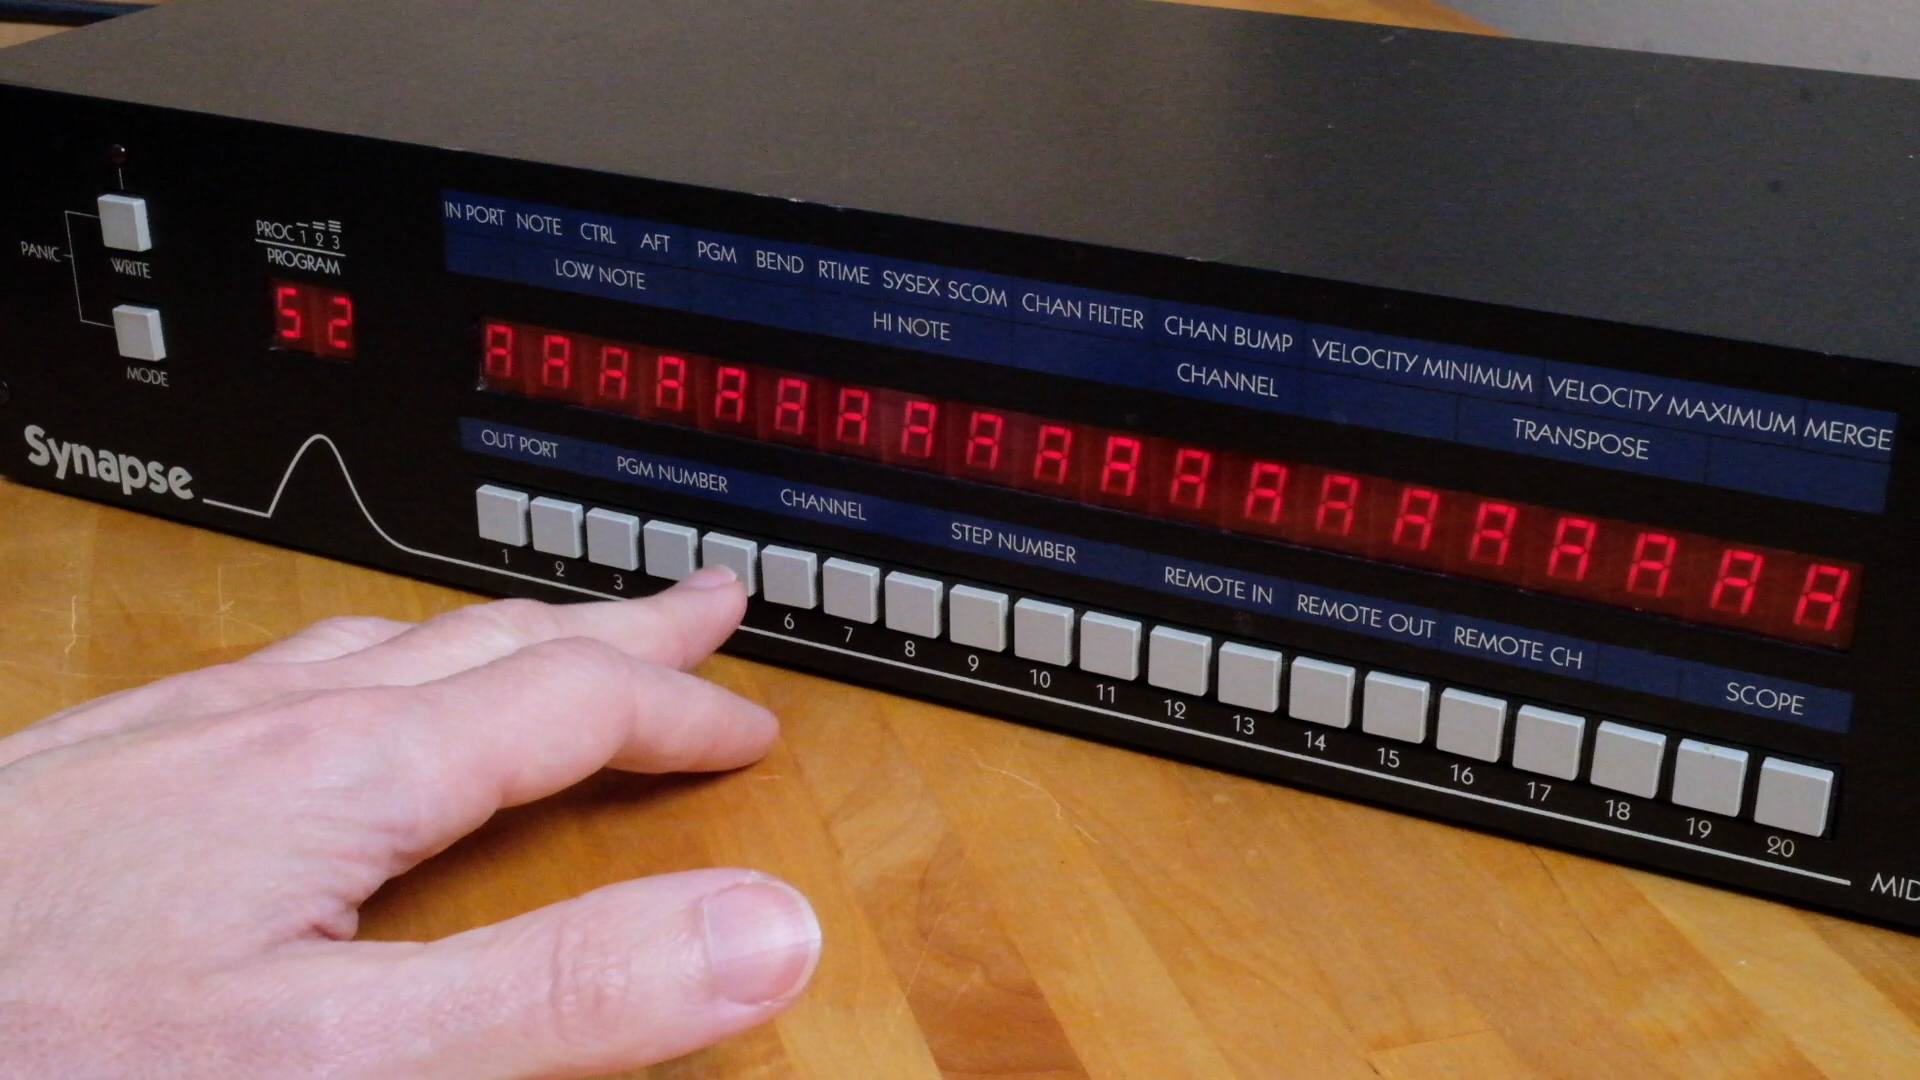 PANIC
WRITE
MODE
PROC 1 2 3
PROGRAM
52
IN PORT NOTE CTRL AFT PGM BEND RTIME SYSEX SCOM CHAN FILTER CHAN BUMP VELOCITY MINIMUM VELOCITY MAXIMUM MERGE
LOW NOTE HI NOTE CHANNEL TRANSPOSE
A A A A A A A A A A A A A A A A A A A A
OUT PORT PGM NUMBER CHANNEL STEP NUMBER REMOTE IN REMOTE OUT REMOTE CH SCOPE
1 2 3 6 7 8 9 10 11 12 13 14 15 16 17 18 19 20
Synapse
MID